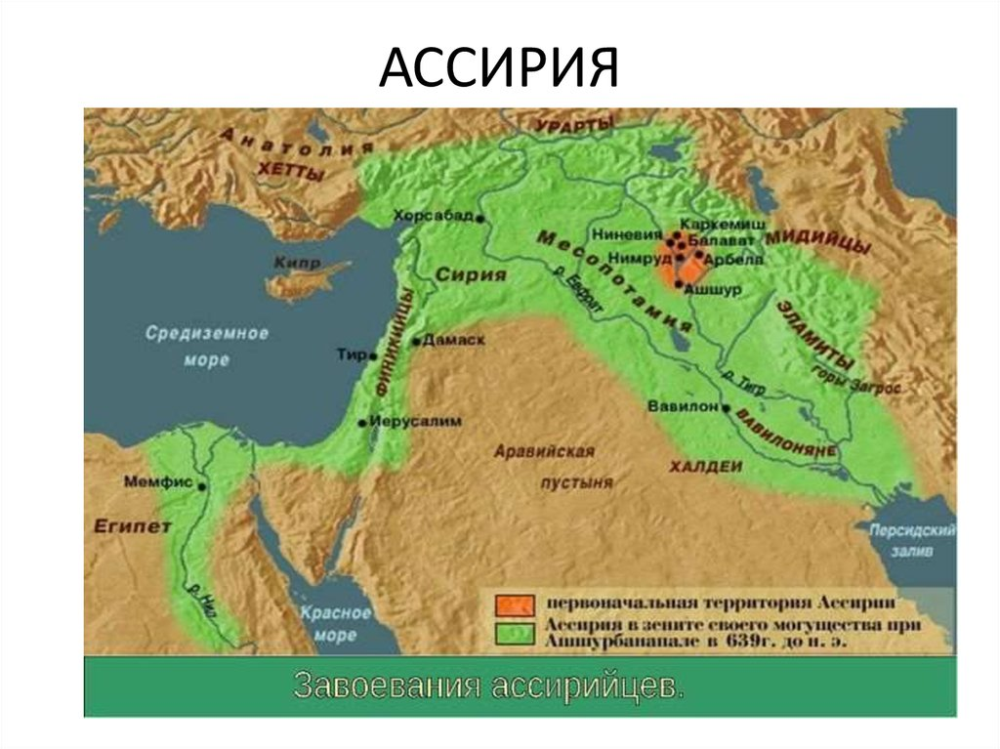 АССИРИЯ
УРАРТЫ
Анатолия
ХЕТТЫ
Хорсабад
Каркемиш
Ниневия
Балават
МИДИЙЦЫ
Месопотамия
Нимруд
Арбела
Кипр
Сирия
р. Евфрат
Ашшур
Средиземное
море
ФИНИКИЙЦЫ
Дамаск
Тир
ЭЛАМИТЫ
горы Загрос
р. Тигр
Вавилон
Иерусалим
ВАВИЛОНЯНЕ
Аравийская
пустыня
ХАЛДЕИ
Мемфис
Египет
Персидский
залив
р. Нил
Красное
море
первоначальная территория Ассирии
Ассирия в зените своего могущества при
Ашшурбанапале в 639г. до н. э.
Завоевания ассирийцев.